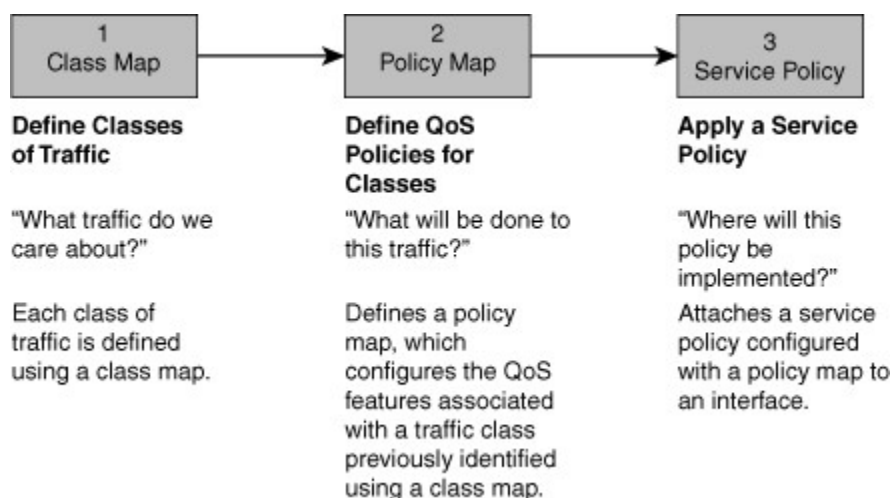 1
Class Map
2
Policy Map
3
Service Policy
Define Classes
of Traffic
“What traffic do we
care about?”
Each class of
traffic is defined
using a class map.
Define QoS
Policies for
Classes
“What will be done to
this traffic?”
Defines a policy
map, which
configures the QoS
features associated
with a traffic class
previously identified
using a class map.
Apply a Service
Policy
“Where will this
policy be
implemented?”
Attaches a service
policy configured
with a policy map to
an interface.